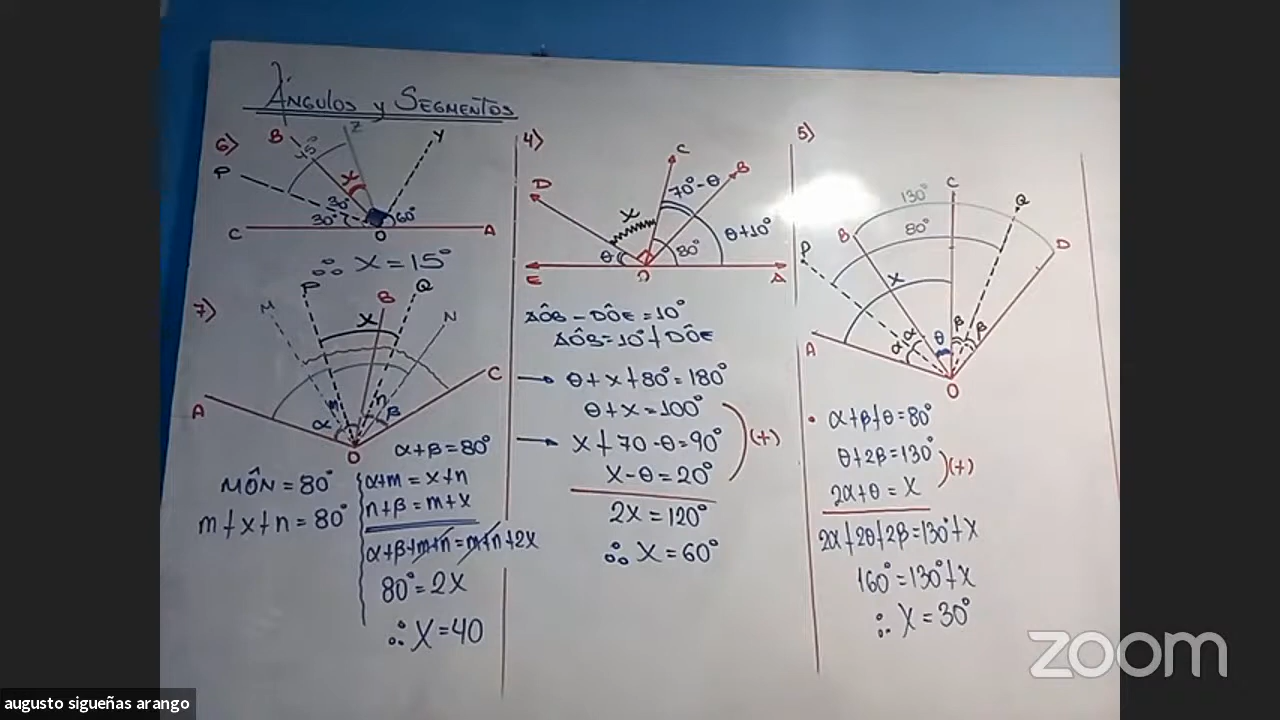 Ángulos y Segmentos
6)
B
Z
Y
P
45°
X
30°
30°
60°
C
O
A
∴ X = 15°
7)
M
P
B
Q
N
X
A
C
α
m
n
β
O
α+β=80°
MÔN = 80°
m+x+n = 80°
α+m = x+n
n+β = m+x
α+β+m+n = m+n+2x
80° = 2X
∴ X = 40
4)
C
B
D
70°-θ
X
θ+10°
θ
80°
E
O
A
AÔB - DÔE = 10°
AÔB = 10° + DÔE
→ θ+x+80° = 180°
θ+x = 100°
→ x+70-θ = 90°
(+)
x-θ = 20°
2x = 120°
∴ X = 60°
5)
C
130°
Q
B
80°
D
P
X
A
α
α
θ
β
β
O
• α+β+θ = 80°
θ+2β = 130°
(+)
2α+θ = X
2α+2θ+2β = 130°+X
160° = 130°+X
∴ X = 30°
zoom
augusto sigueñas arango